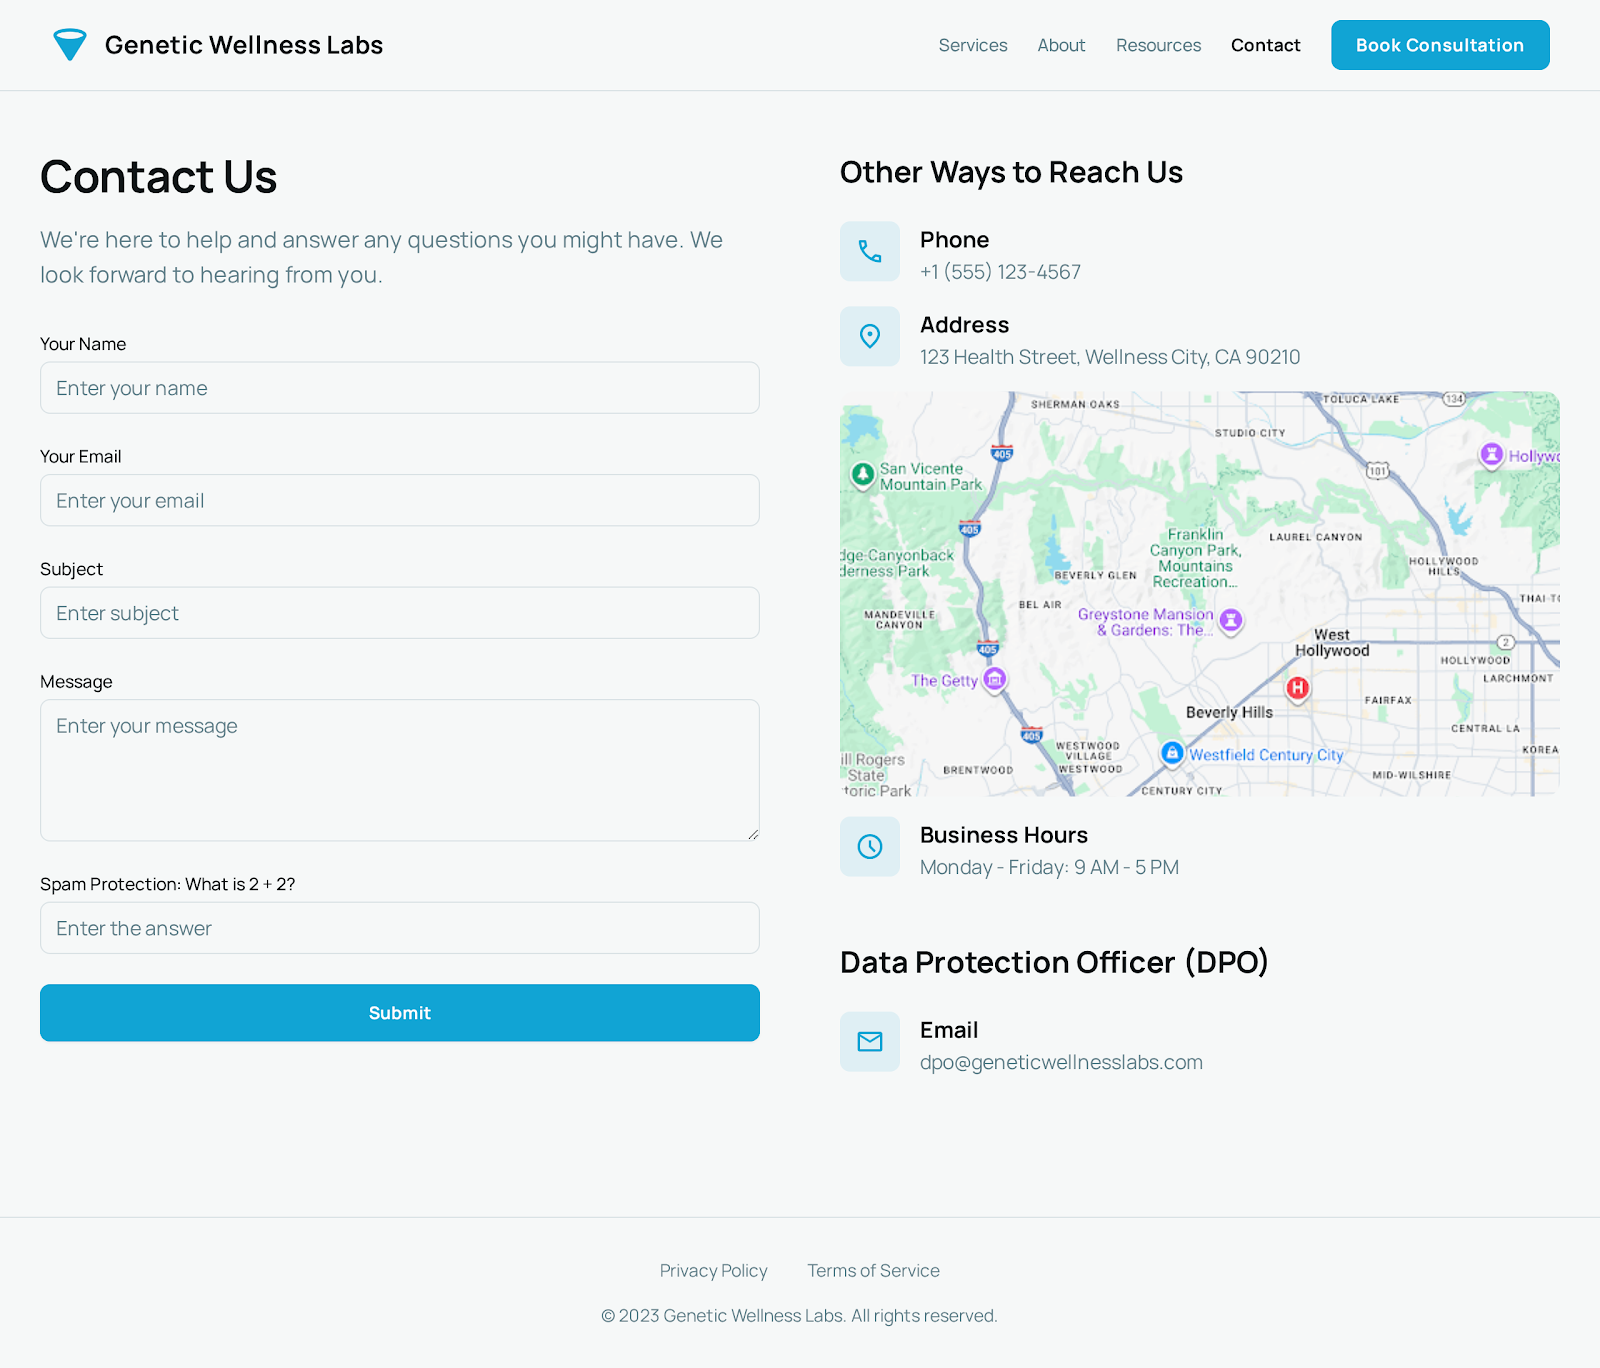 Genetic Wellness Labs
Services
About
Resources
Contact
Book Consultation
Contact Us
We're here to help and answer any questions you might have. We
look forward to hearing from you.
Your Name
Enter your name
Your Email
Enter your email
Subject
Enter subject
Message
Enter your message
Spam Protection: What is 2 + 2?
Enter the answer
Submit
Other Ways to Reach Us
Phone
+1 (555) 123-4567
Address
123 Health Street, Wellness City, CA 90210
SHERMAN OAKS
TOLUCA LAKE
134
STUDIO CITY
405
Hollywo
101
San Vicente
Mountain Park
405
Franklin
Canyon Park,
Mountains
Recreation...
LAUREL CANYON
dge-Canyonback
derness Park
HOLLYWOOD
HILLS
BEVERLY GLEN
THAI-T
BEL AIR
MANDEVILLE
CANYON
Greystone Mansion
& Gardens: The...
West
Hollywood
2
405
HOLLYWOOD
The Getty
LARCHMONT
H
FAIRFAX
Beverly Hills
CENTRAL LA
405
WESTWOOD
VILLAGE
Westfield Century City
KOREA
ill Rogers
State
toric Park
BRENTWOOD
WESTWOOD
MID-WILSHIRE
CENTURY CITY
Business Hours
Monday - Friday: 9 AM - 5 PM
Data Protection Officer (DPO)
Email
dpo@geneticwellnesslabs.com
Privacy Policy
Terms of Service
© 2023 Genetic Wellness Labs. All rights reserved.